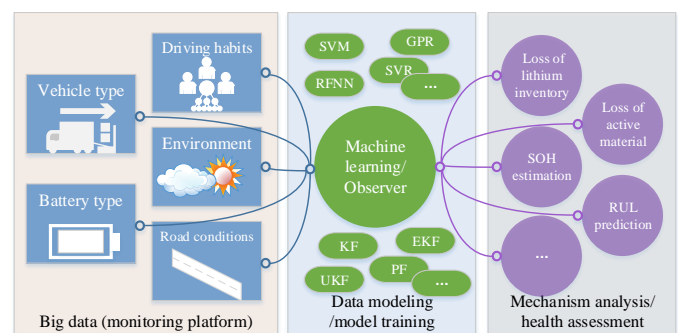 Driving habits
Vehicle type
Environment
Battery type
Road conditions
Big data (monitoring platform)
SVM
GPR
RFNN
SVR
...
Machine
learning/
Observer
KF
EKF
UKF
PF
...
Data modeling
/model training
Loss of
lithium
inventory
Loss of
active
material
SOH
estimation
RUL
prediction
...
Mechanism analysis/
health assessment